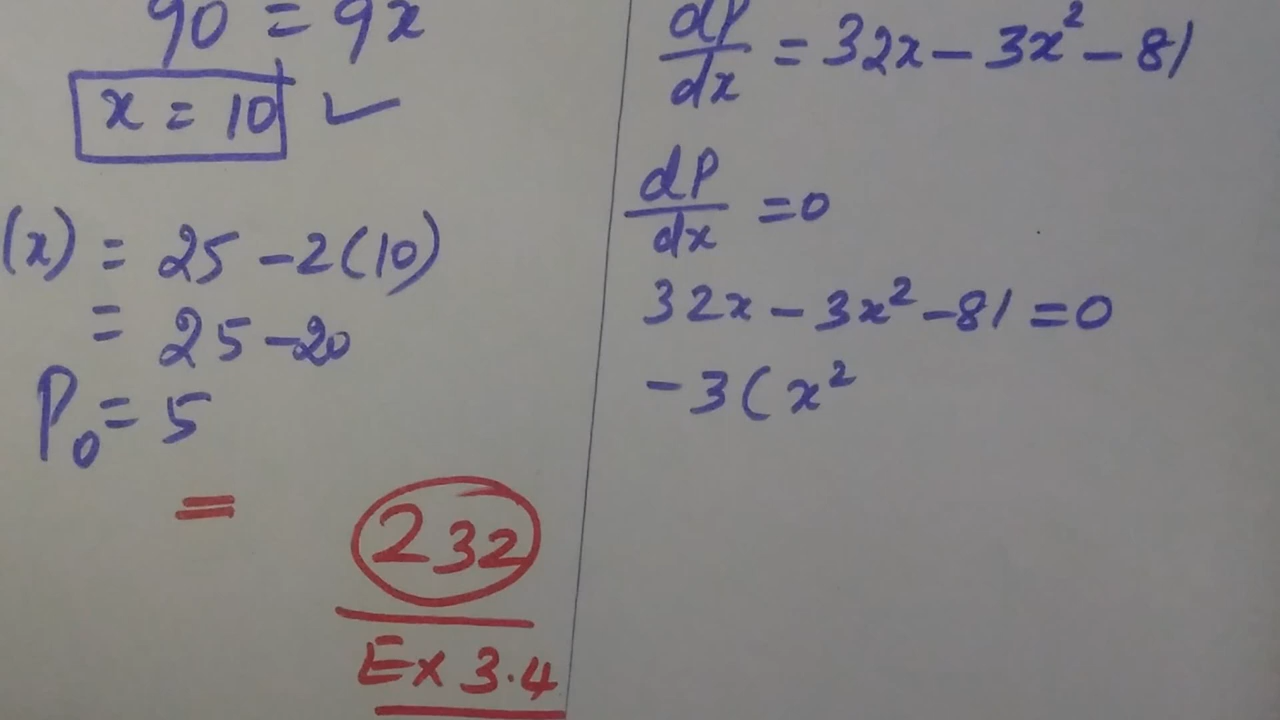 90 = 9x
x = 10 ✓
(x) = 25 - 2(10)
= 25 - 20
P₀ = 5
=
232
Ex 3.4
dP/dx = 32x - 3x² - 81
dP/dx = 0
32x - 3x² - 81 = 0
-3(x²